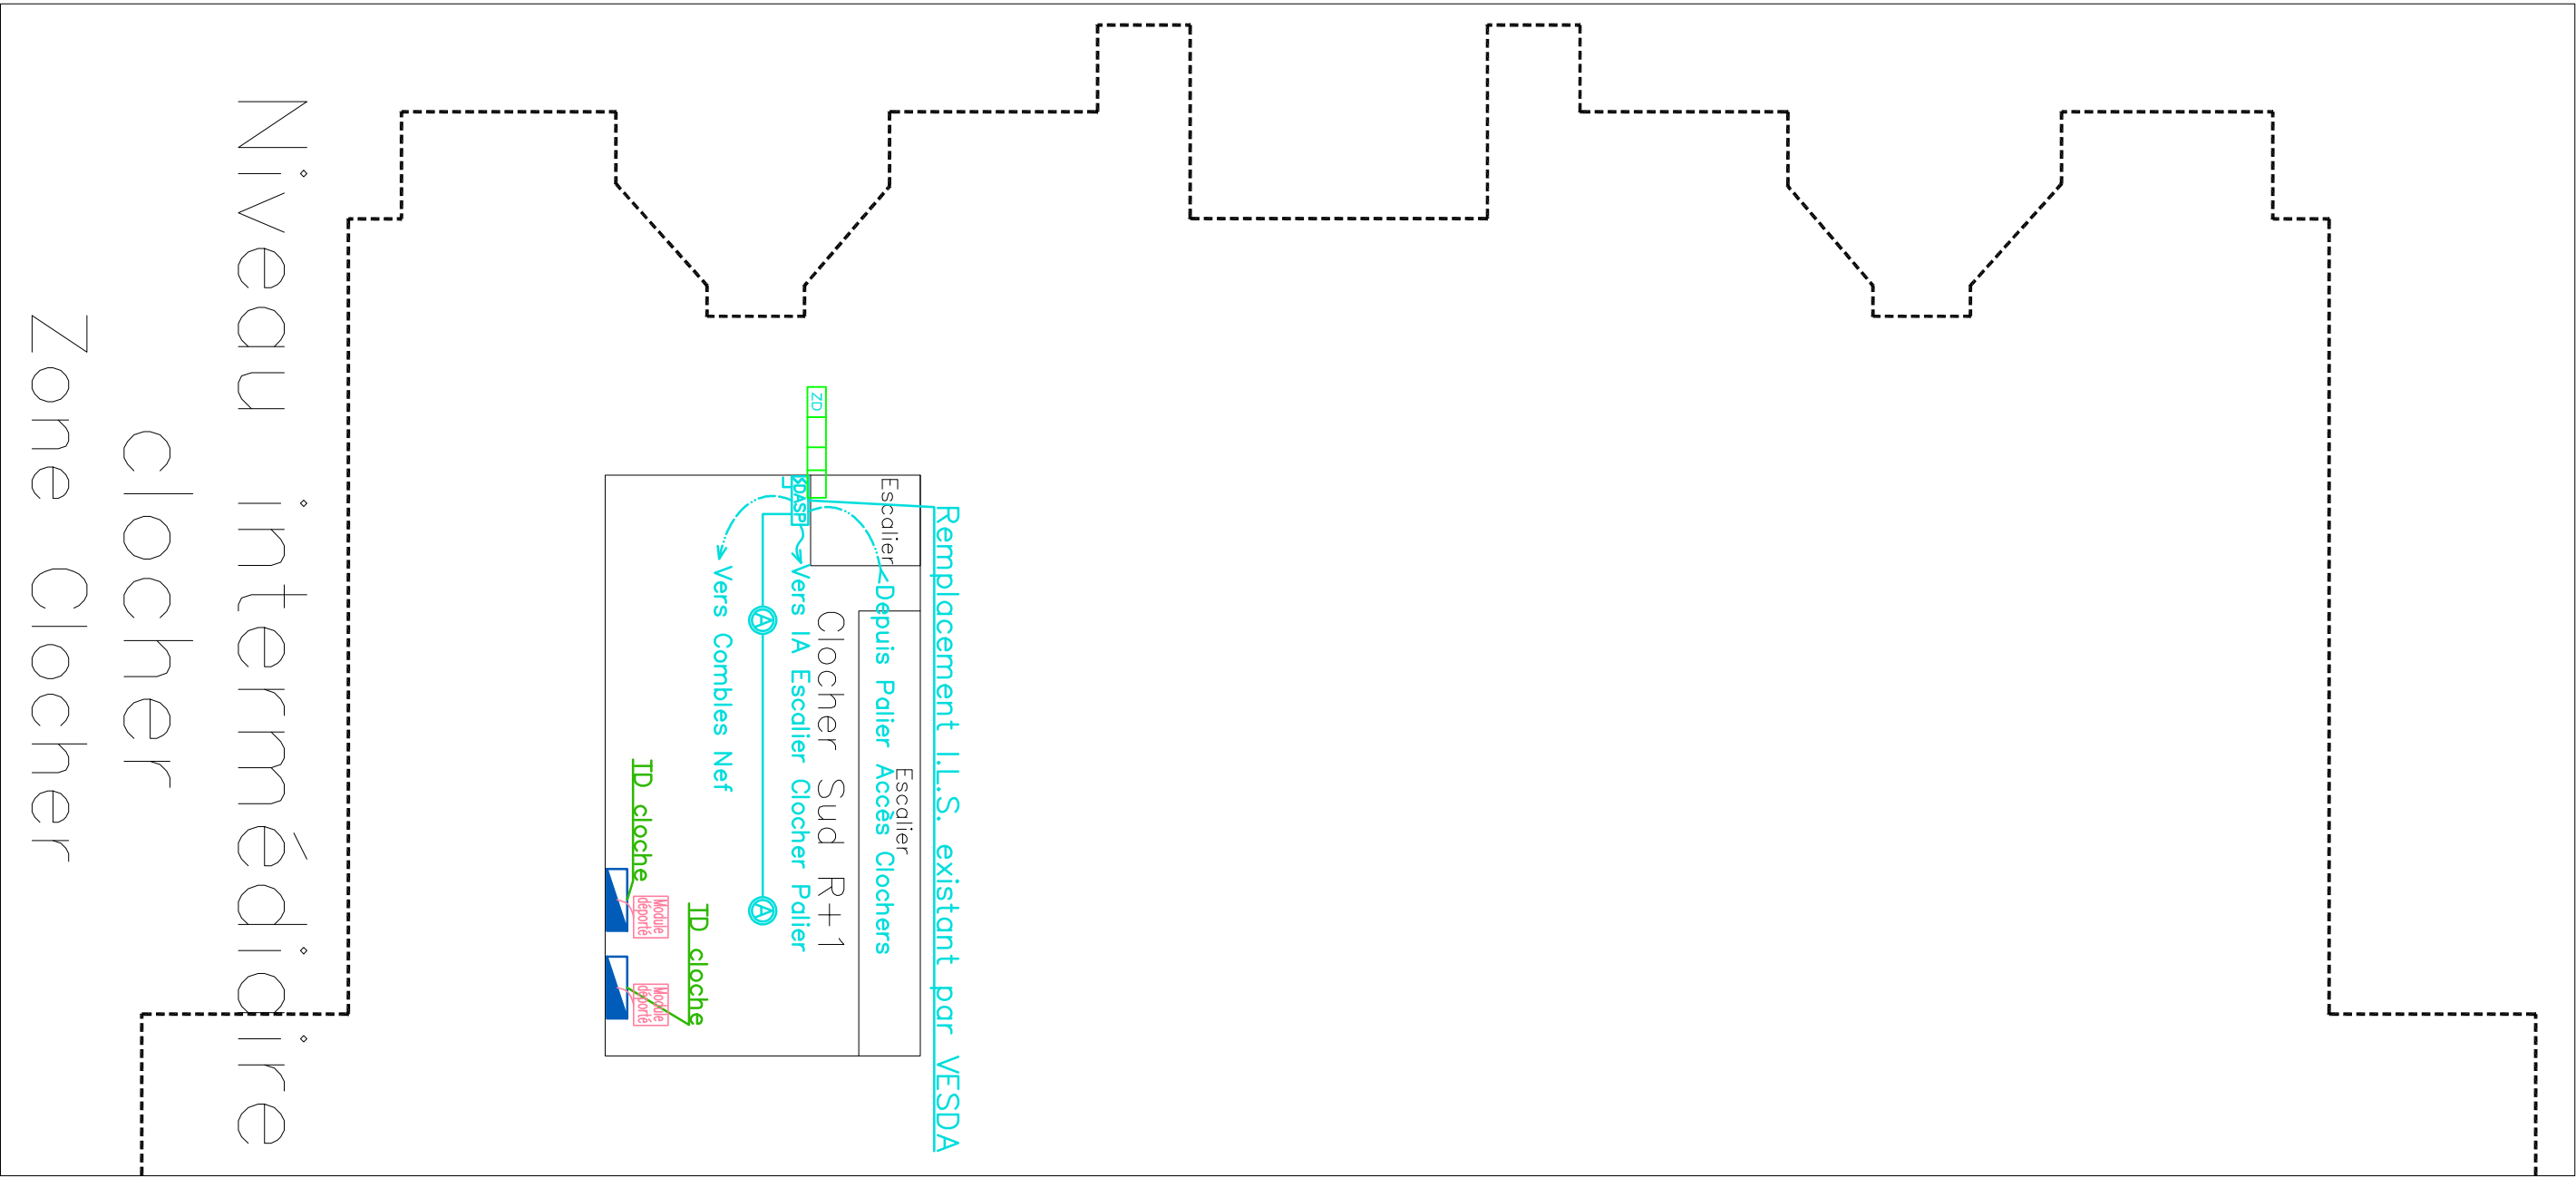 Remplacement I.L.S. existant par VESDA
Escalier
Escalier
Depuis Palier Accès Clochers
Clocher Sud R+1
ZD
DASP
Vers IA Escalier Clocher Palier
A
A
Vers Combles Nef
ID cloche
ID cloche
Module
déporté
Module
déporté
Niveau intermédiaire
clocher
Zone Clocher